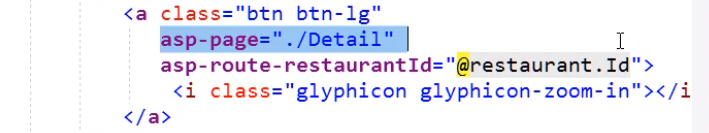 <a class="btn btn-lg"
asp-page="./Detail"
asp-route-restaurantId="@restaurant.Id">
<i class="glyphicon glyphicon-zoom-in"></i
</a>